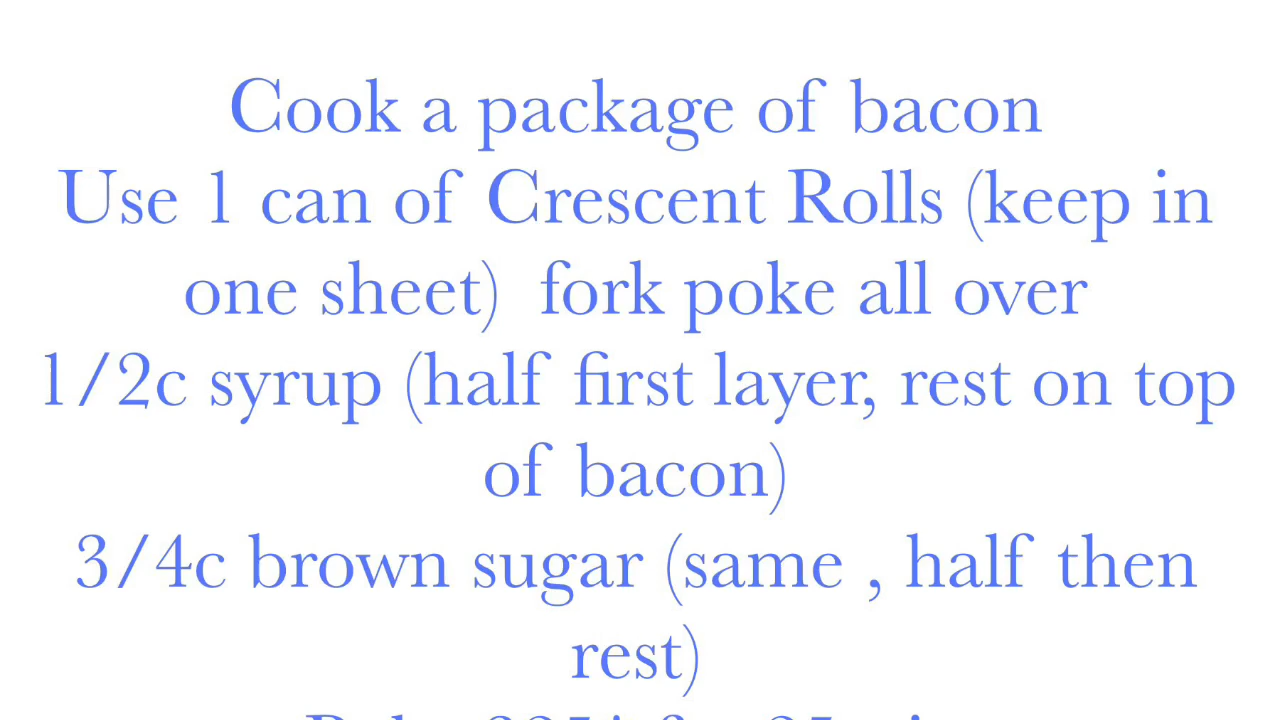 Cook a package of bacon
Use 1 can of Crescent Rolls (keep in
one sheet) fork poke all over
1/2c syrup (half first layer, rest on top
of bacon)
3/4c brown sugar (same , half then
rest)